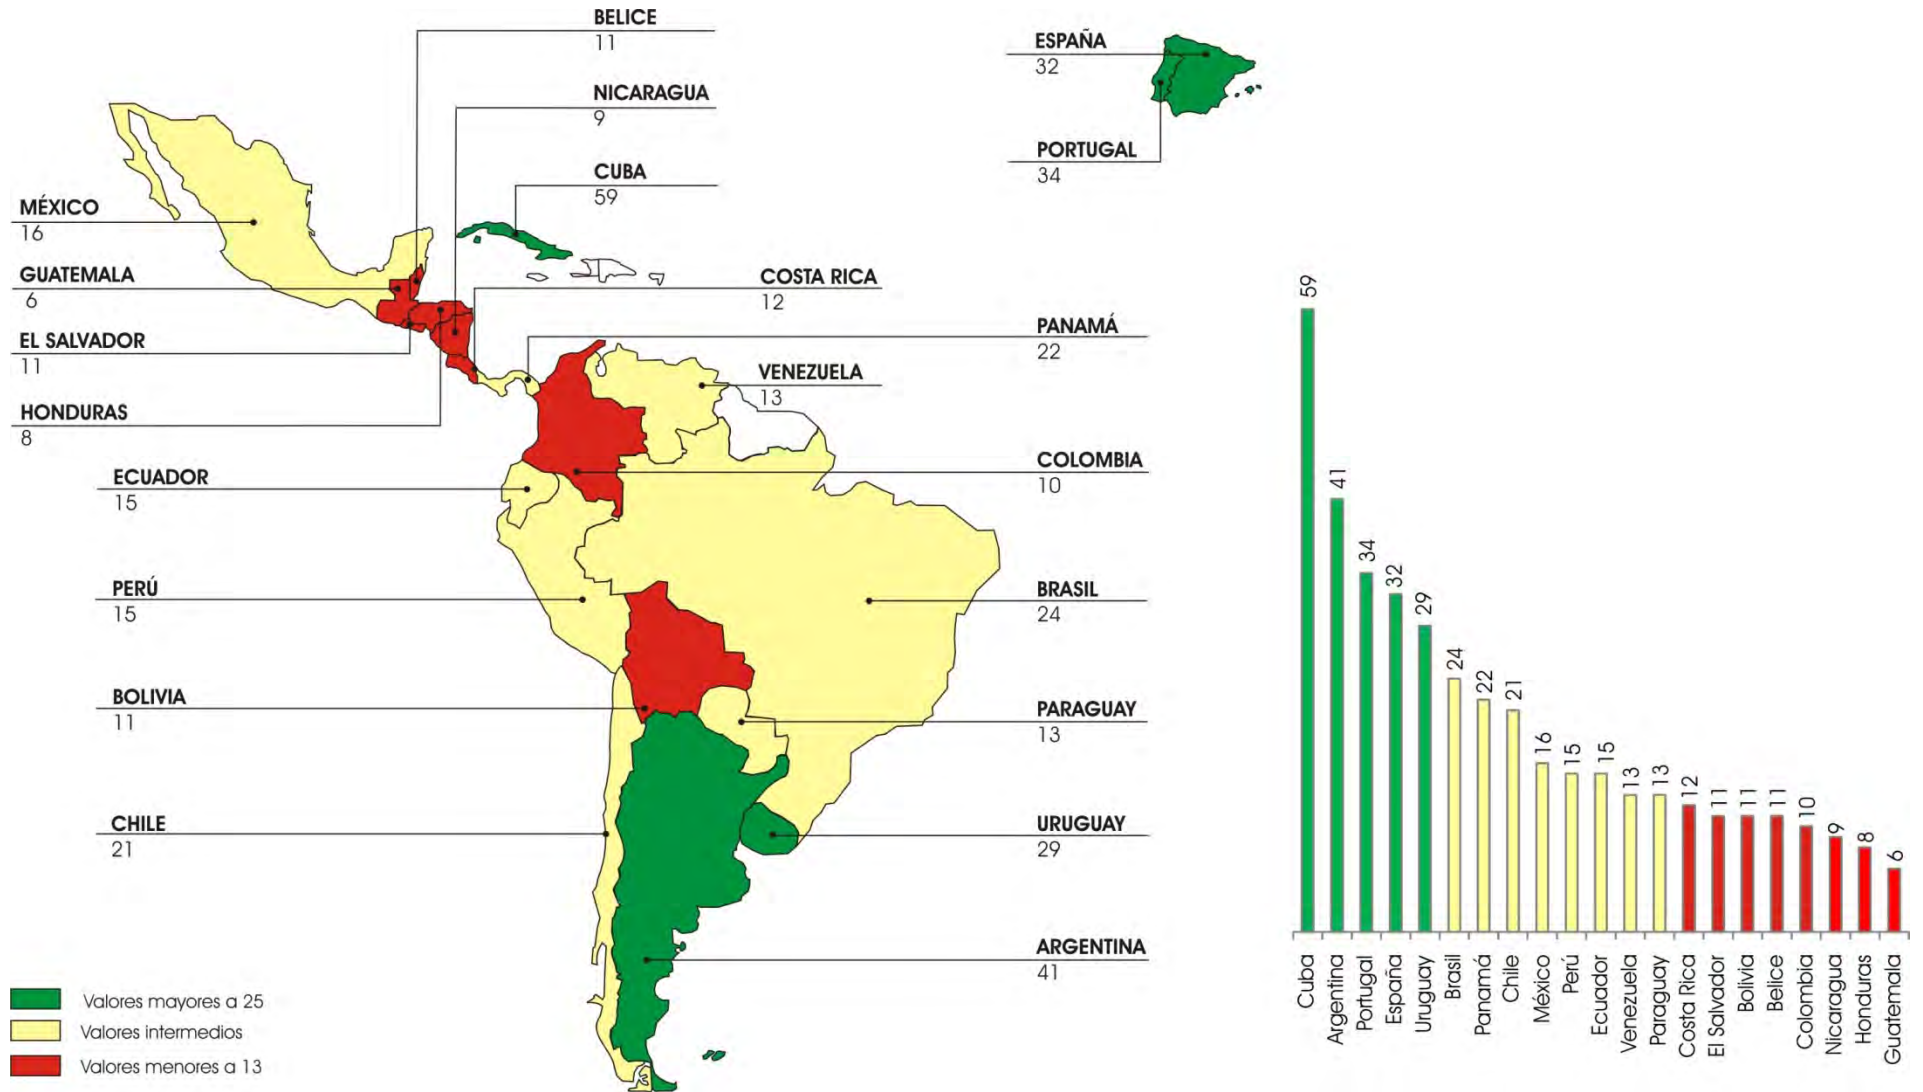 BELICE
11
NICARAGUA
9
CUBA
59
ESPAÑA
32
PORTUGAL
34
MÉXICO
16
GUATEMALA
6
EL SALVADOR
11
HONDURAS
8
COSTA RICA
12
PANAMÁ
22
VENEZUELA
13
COLOMBIA
10
ECUADOR
15
PERÚ
15
BRASIL
24
BOLIVIA
11
PARAGUAY
13
CHILE
21
URUGUAY
29
ARGENTINA
41
Valores mayores a 25
Valores intermedios
Valores menores a 13
59
41
34
32
29
24
22
21
16
15
15
13
13
12
11
11
11
10
9
8
6
Cuba
Argentina
Portugal
España
Uruguay
Brasil
Panamá
Chile
México
Perú
Ecuador
Venezuela
Paraguay
Costa Rica
El Salvador
Bolivia
Belice
Colombia
Nicaragua
Honduras
Guatemala